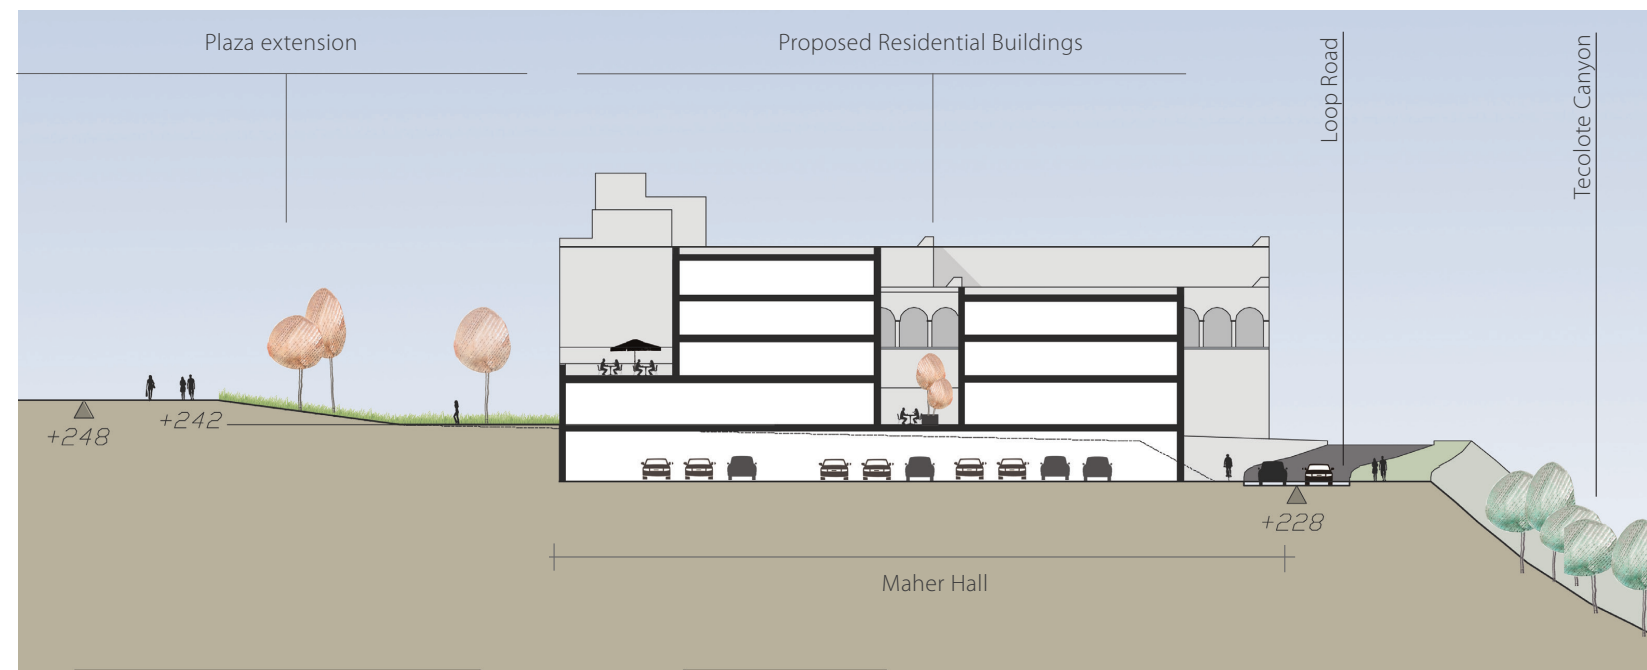 Plaza extension
Proposed Residential Buildings
Loop Road
Tecolote Canyon
+248
+242
+228
Maher Hall